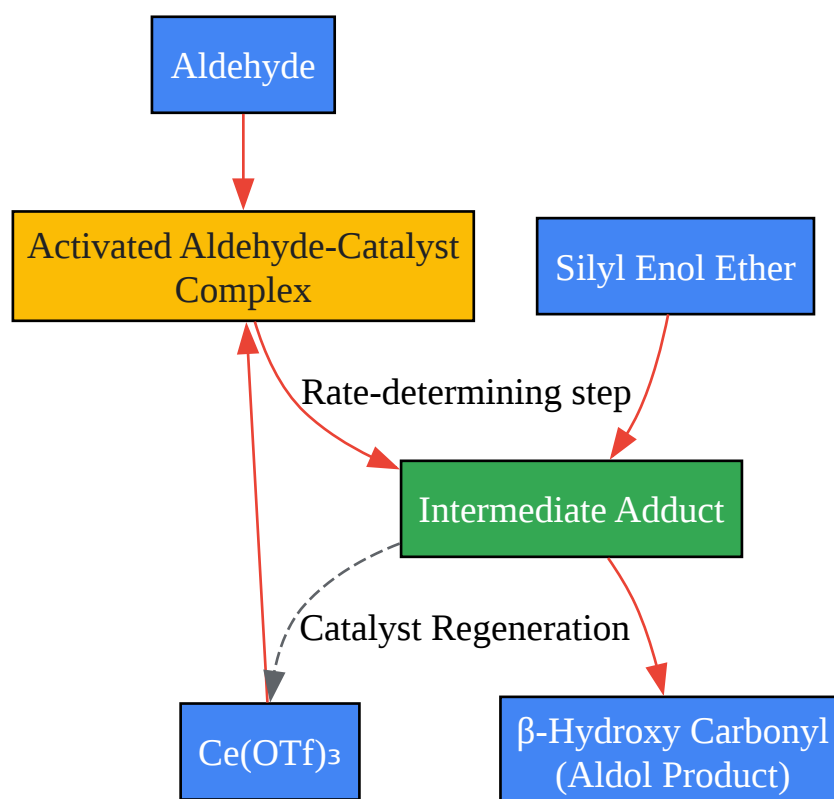 Aldehyde
Activated Aldehyde-Catalyst
Complex
Silyl Enol Ether
Rate-determining step
Intermediate Adduct
Catalyst Regeneration
Ce(OTf)₃
β-Hydroxy Carbonyl
(Aldol Product)